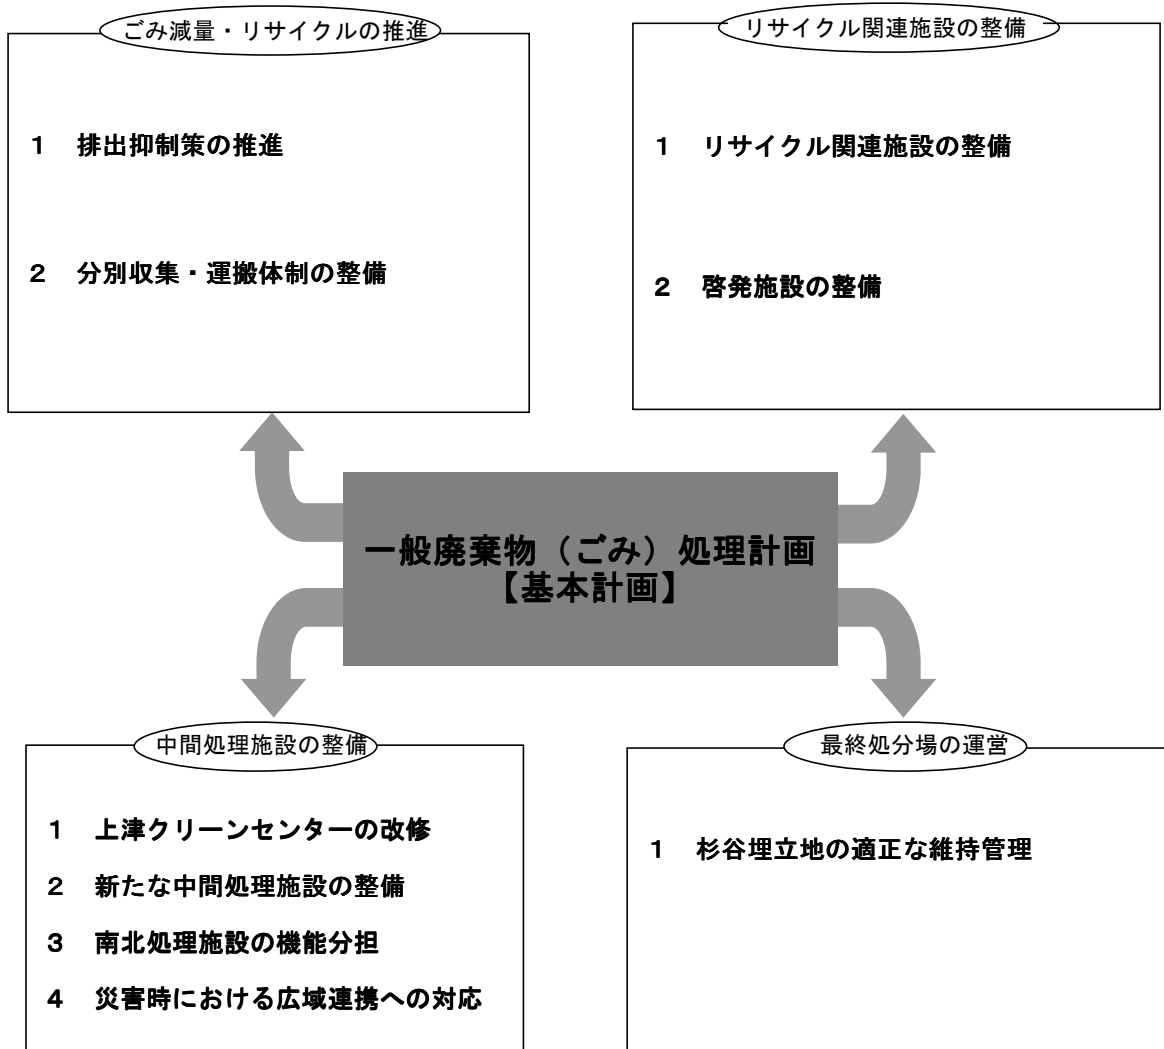 ごみ減量・リサイクルの推進
1 排出抑制策の推進
2 分別収集・運搬体制の整備
リサイクル関連施設の整備
1 リサイクル関連施設の整備
2 啓発施設の整備
一般廃棄物（ごみ）処理計画
【基本計画】
中間処理施設の整備
1 上津クリーンセンターの改修
2 新たな中間処理施設の整備
3 南北処理施設の機能分担
4 災害時における広域連携への対応
最終処分場の運営
1 杉谷埋立地の適正な維持管理